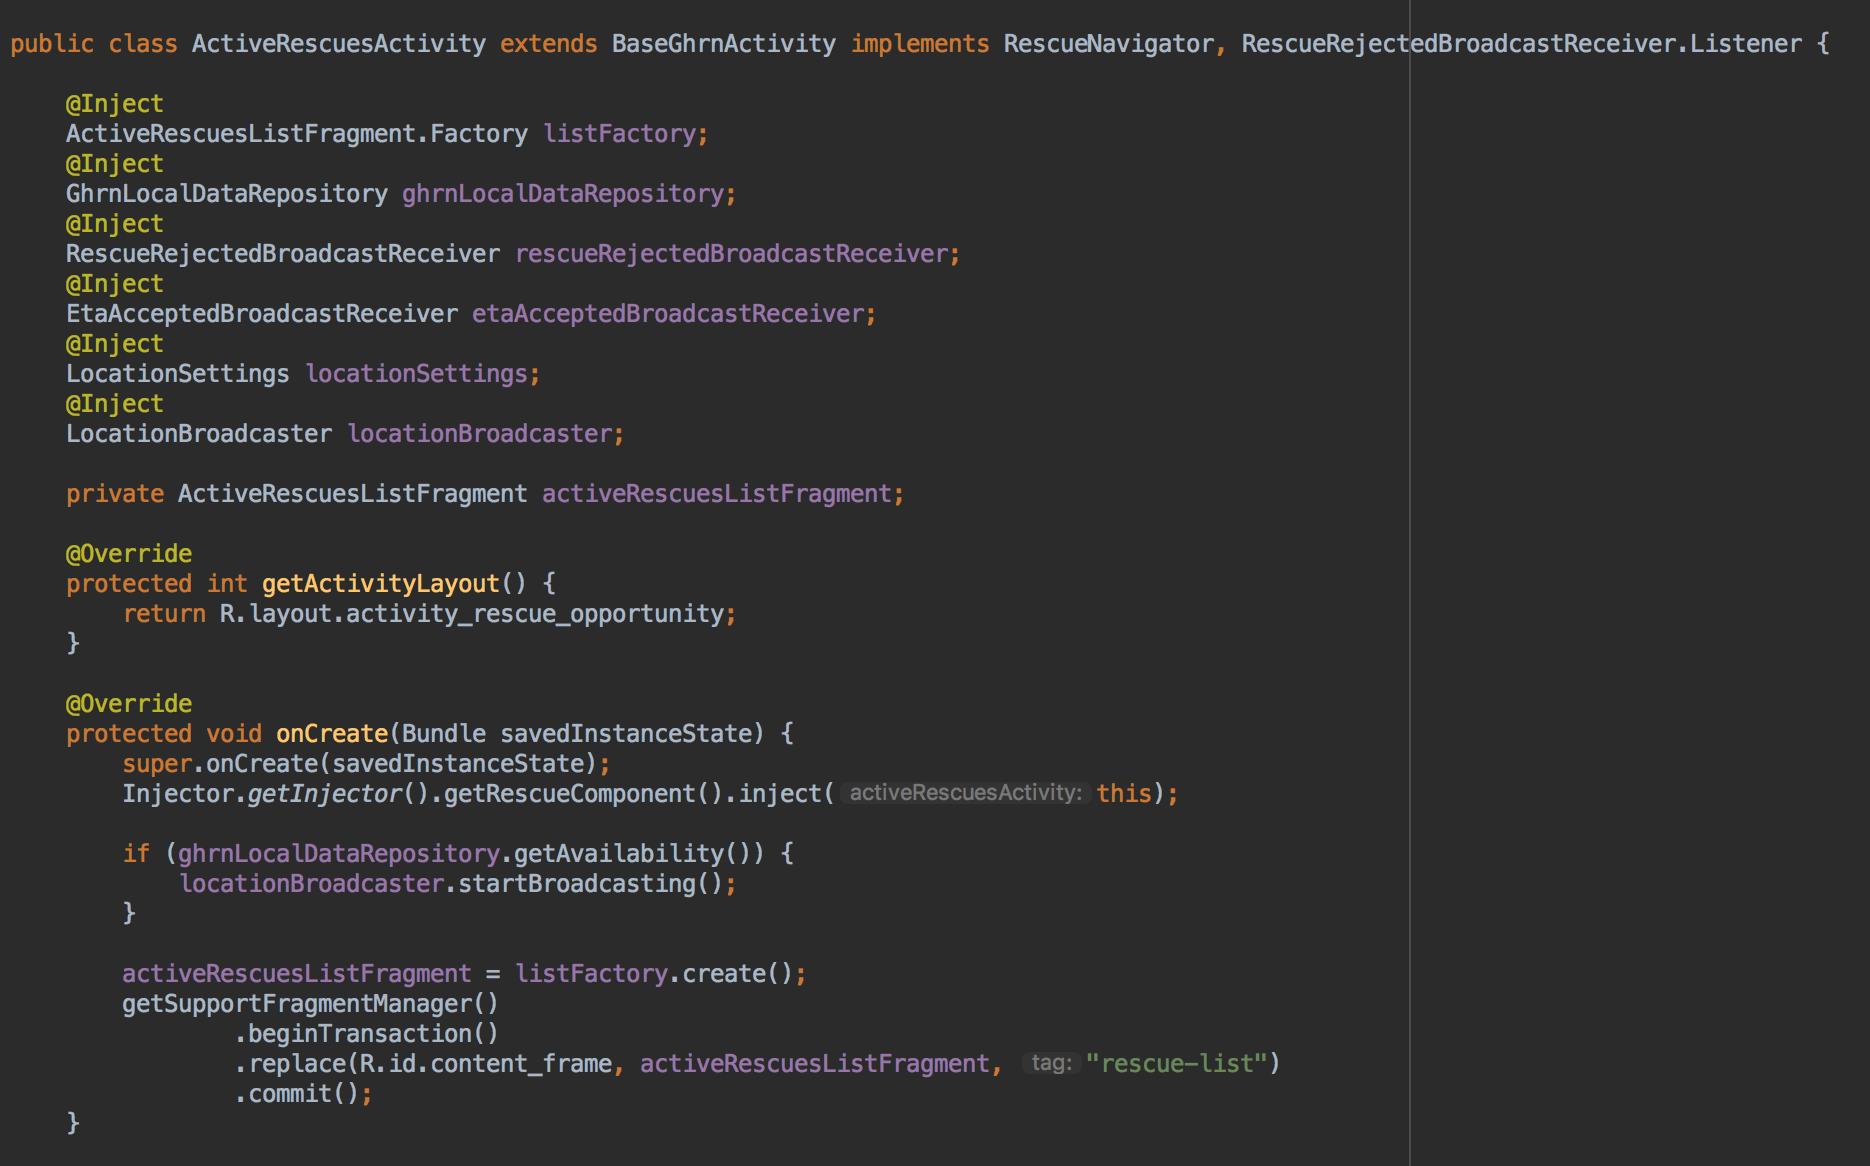 public class ActiveRescuesActivity extends BaseGhrnActivity implements RescueNavigator, RescueRejectedBroadcastReceiver.Listener {
@Inject
ActiveRescuesListFragment.Factory listFactory;
@Inject
GhrnLocalDataRepository ghrnLocalDataRepository;
@Inject
RescueRejectedBroadcastReceiver rescueRejectedBroadcastReceiver;
@Inject
EtaAcceptedBroadcastReceiver etaAcceptedBroadcastReceiver;
@Inject
LocationSettings locationSettings;
@Inject
LocationBroadcaster locationBroadcaster;
private ActiveRescuesListFragment activeRescuesListFragment;
@Override
protected int getActivityLayout() {
return R.layout.activity_rescue_opportunity;
}
@Override
protected void onCreate(Bundle savedInstanceState) {
super.onCreate(savedInstanceState);
Injector.getInjector().getRescueComponent().inject( activeRescuesActivity: this);
if (ghrnLocalDataRepository.getAvailability()) {
locationBroadcaster.startBroadcasting();
}
activeRescuesListFragment = listFactory.create();
getSupportFragmentManager()
.beginTransaction()
.replace(R.id.content_frame, activeRescuesListFragment, tag: "rescue-list")
.commit();
}